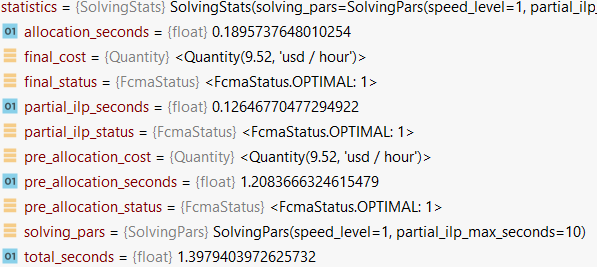 statistics = {SolvingStats} SolvingStats(solving_pars=SolvingPars(speed_level=1, partial_ilp_
01 allocation_seconds = {float} 0.1895737648010254
final_cost = {Quantity} <Quantity(9.52, 'usd / hour')>
final_status = {FcmaStatus} <FcmaStatus.OPTIMAL: 1>
01 partial_ilp_seconds = {float} 0.12646770477294922
partial_ilp_status = {FcmaStatus} <FcmaStatus.OPTIMAL: 1>
pre_allocation_cost = {Quantity} <Quantity(9.52, 'usd / hour')>
01 pre_allocation_seconds = {float} 1.2083666324615479
pre_allocation_status = {FcmaStatus} <FcmaStatus.OPTIMAL: 1>
solving_pars = {SolvingPars} SolvingPars(speed_level=1, partial_ilp_max_seconds=10)
01 total_seconds = {float} 1.3979403972625732